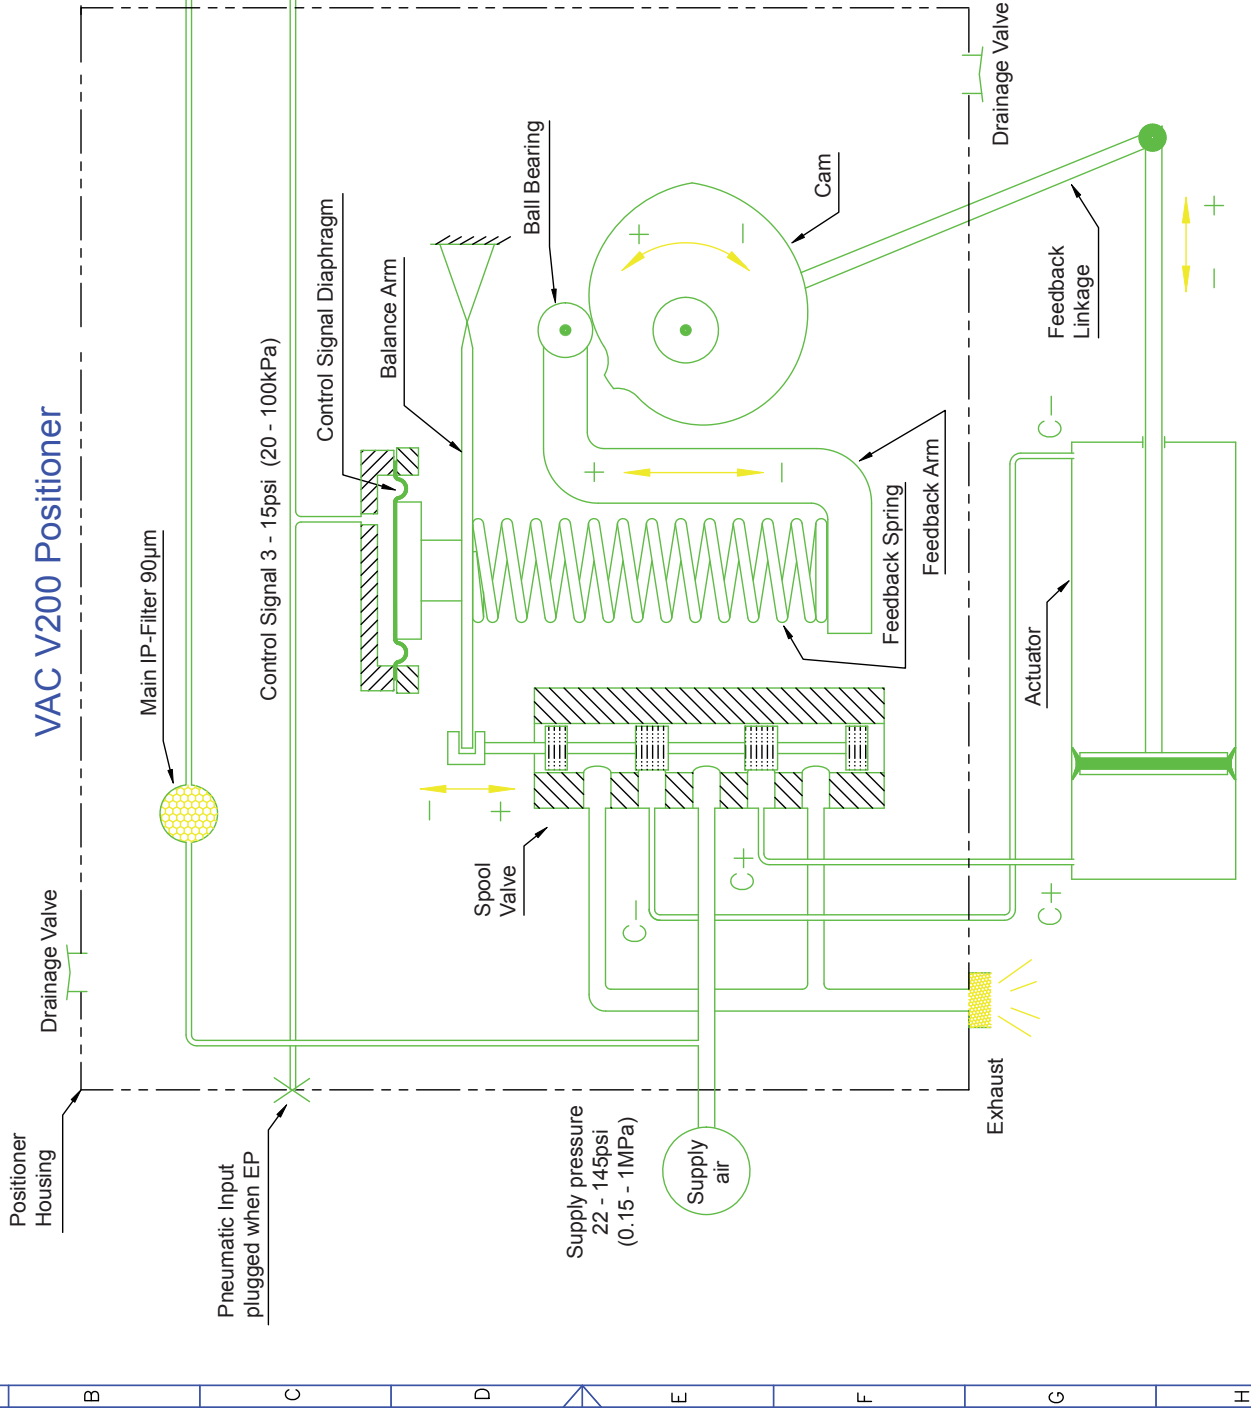 VAC V200 Positioner
Positioner
Housing
Drainage Valve
Main IP-Filter 90µm
Pneumatic Input
plugged when EP
Control Signal 3 - 15psi (20 - 100kPa)
Control Signal Diaphragm
Balance Arm
Ball Bearing
Cam
Drainage Valve
Spool
Valve
Feedback Spring
Feedback Arm
Feedback
Linkage
Supply pressure
22 - 145psi
(0.15 - 1MPa)
Supply
air
Exhaust
Actuator
C−
C+
C+
C−
− +
+ −
+ −
− +
B
C
D
E
F
G
H